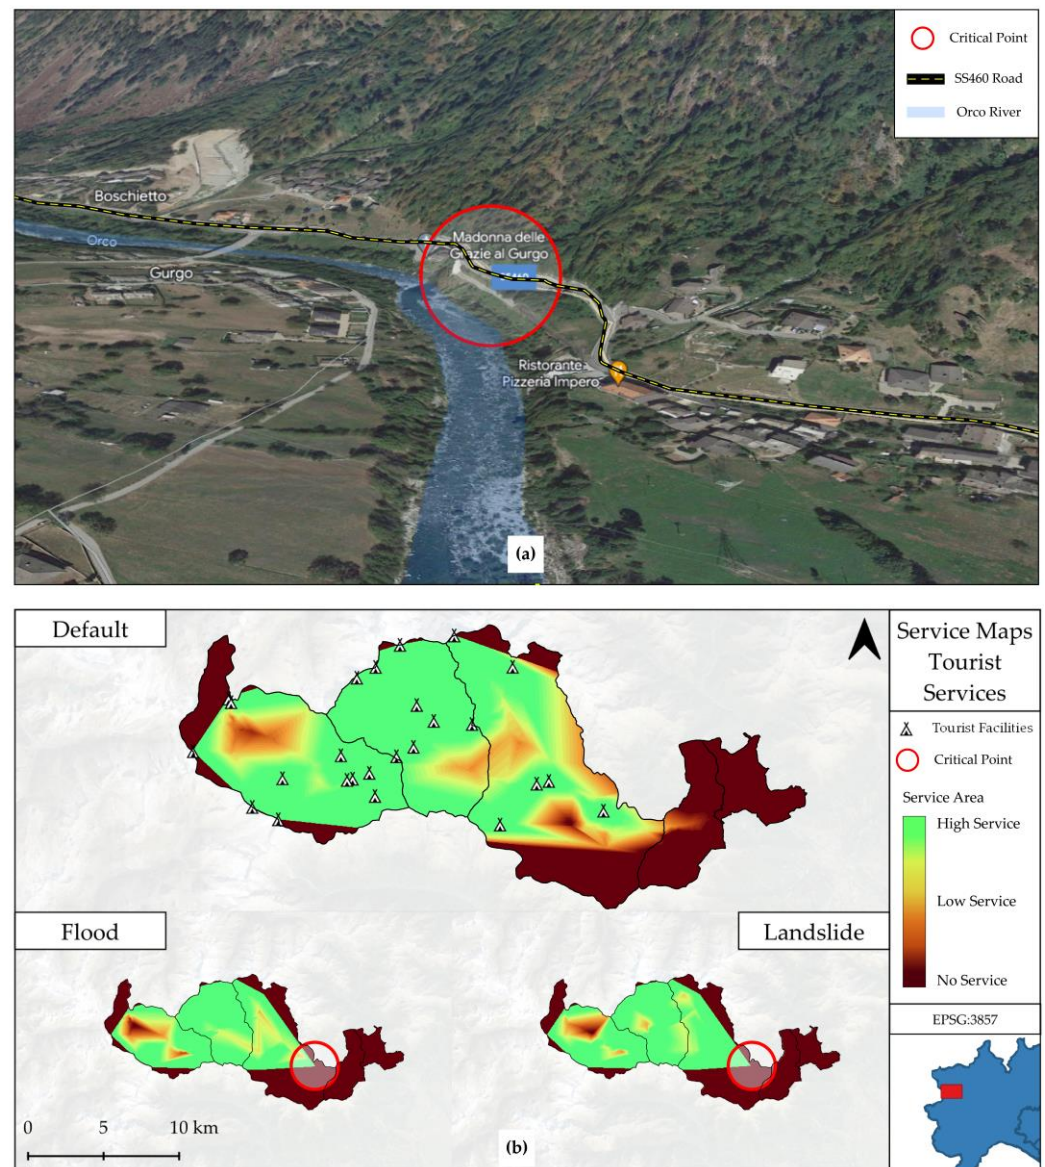 Critical Point
SS460 Road
Orco River
Boschietto
Orco
Gurgo
Madonna delle
Grazie al Gurgo
SS460
Ristorante
Pizzeria Impero
(a)
Default
Service Maps
Tourist
Services
Tourist Facilities
Critical Point
Service Area
High Service
Low Service
No Service
Flood
Landslide
EPSG:3857
0 5 10 km
(b)